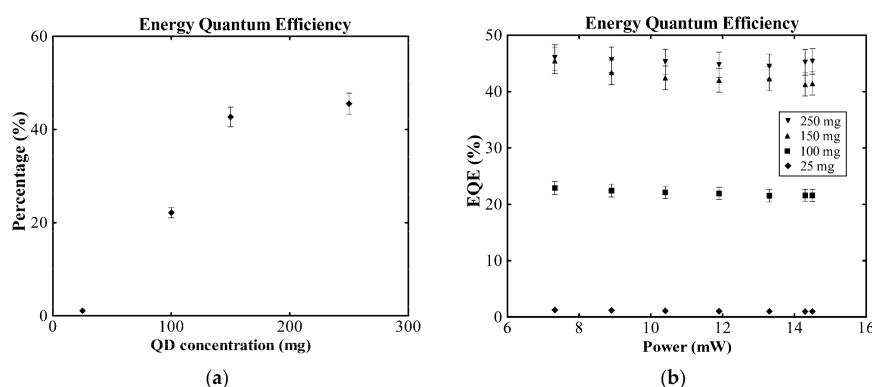 Energy Quantum Efficiency
60
40
20
0
0
100
200
300
Percentage (%)
QD concentration (mg)
(a)
Energy Quantum Efficiency
50
40
30
20
10
0
6
8
10
12
14
16
EQE (%)
Power (mW)
250 mg
150 mg
100 mg
25 mg
(b)